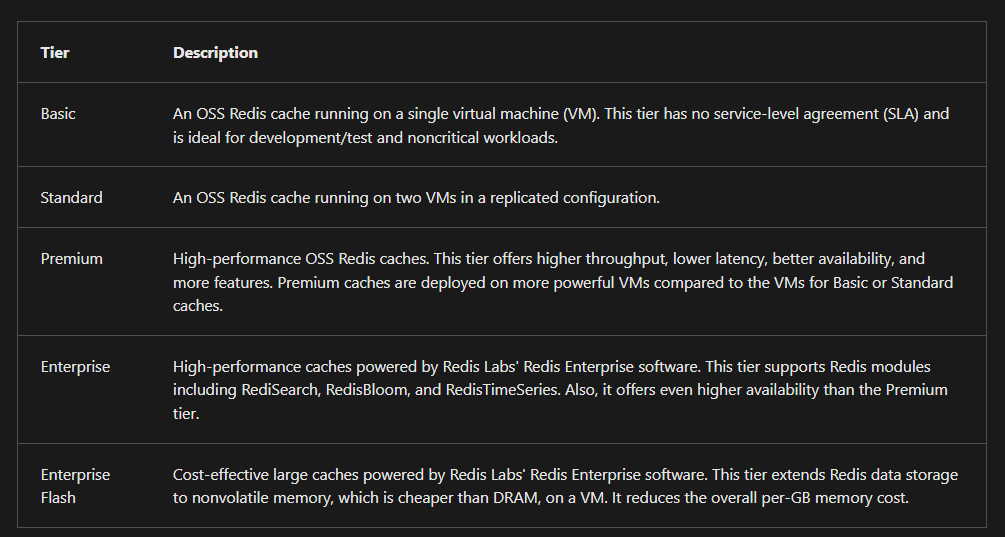 Tier Description
Basic An OSS Redis cache running on a single virtual machine (VM). This tier has no service-level agreement (SLA) and
is ideal for development/test and noncritical workloads.
Standard An OSS Redis cache running on two VMs in a replicated configuration.
Premium High-performance OSS Redis caches. This tier offers higher throughput, lower latency, better availability, and
more features. Premium caches are deployed on more powerful VMs compared to the VMs for Basic or Standard
caches.
Enterprise High-performance caches powered by Redis Labs' Redis Enterprise software. This tier supports Redis modules
including RediSearch, RedisBloom, and RedisTimeSeries. Also, it offers even higher availability than the Premium
tier.
Enterprise Cost-effective large caches powered by Redis Labs' Redis Enterprise software. This tier extends Redis data storage
Flash to nonvolatile memory, which is cheaper than DRAM, on a VM. It reduces the overall per-GB memory cost.